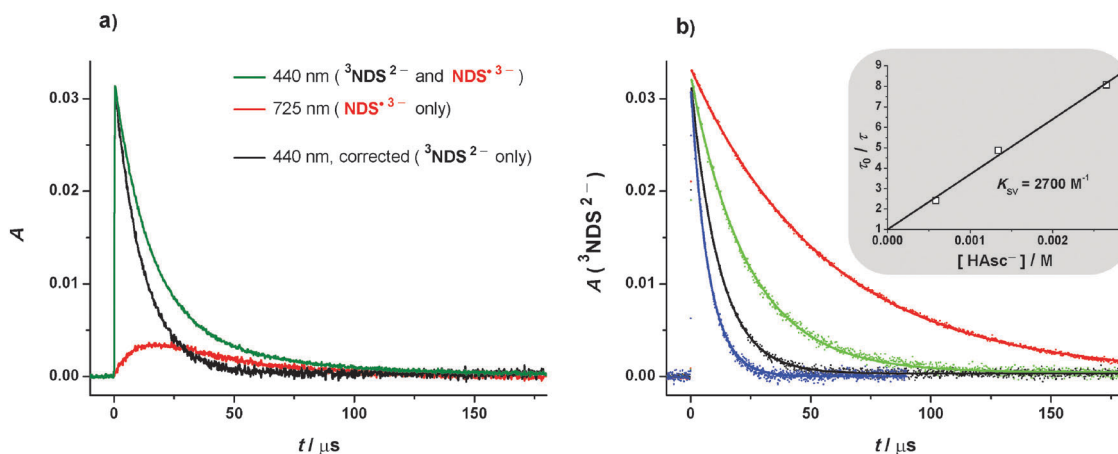 a)
A
0.03
0.02
0.01
0.00
0 50 100 150
t / μs
440 nm ( ³NDS²⁻ and NDS•³⁻)
725 nm ( NDS•³⁻ only)
440 nm, corrected ( ³NDS²⁻ only)
b)
A ( ³NDS²⁻)
0.03
0.02
0.01
0.00
0 50 100 150
t / μs
τ₀ / τ
9
8
7
6
5
4
3
2
1
0.000 0.001 0.002
[ HAsc⁻ ] / M
K_SV = 2700 M⁻¹